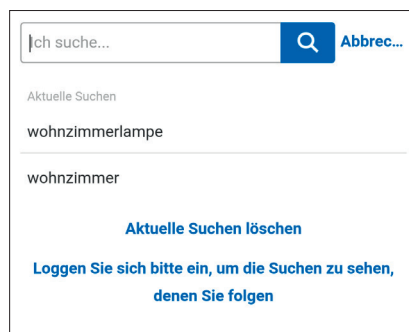 Ich suche...
Abbrec...
Aktuelle Suchen
wohnzimmerlampe
wohnzimmer
Aktuelle Suchen löschen
Loggen Sie sich bitte ein, um die Suchen zu sehen,
denen Sie folgen